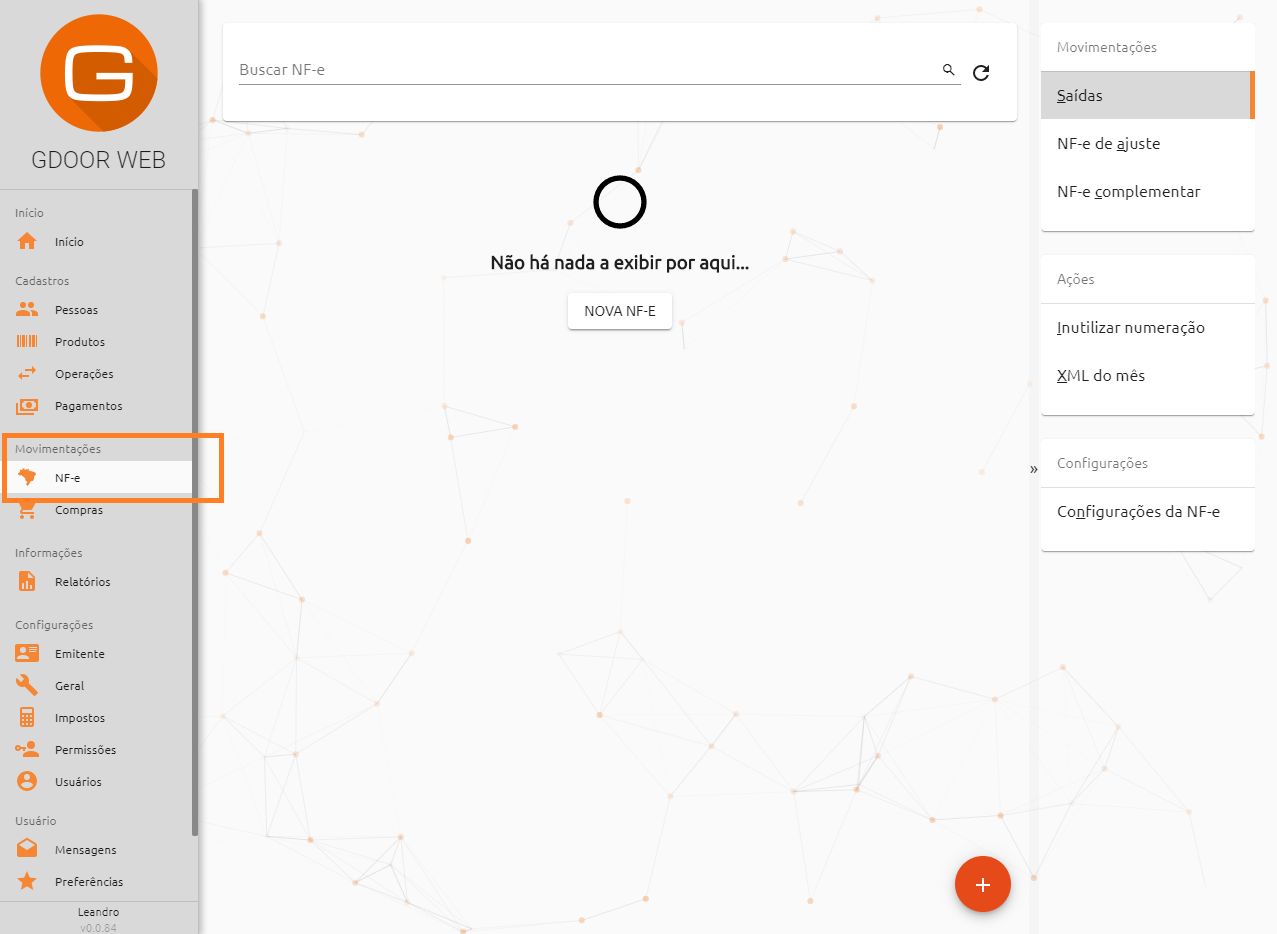 G
GDOOR WEB
Início
Início
Cadastros
Pessoas
Produtos
Operações
Pagamentos
Movimentações
NF-e
Compras
Informações
Relatórios
Configurações
Emitente
Geral
Impostos
Permissões
Usuários
Usuário
Mensagens
Preferências
Leandro
v0.0.84
Buscar NF-e
Não há nada a exibir por aqui...
NOVA NF-E
+
»
Movimentações
Saídas
NF-e de ajuste
NF-e complementar
Ações
Inutilizar numeração
XML do mês
Configurações
Configurações da NF-e